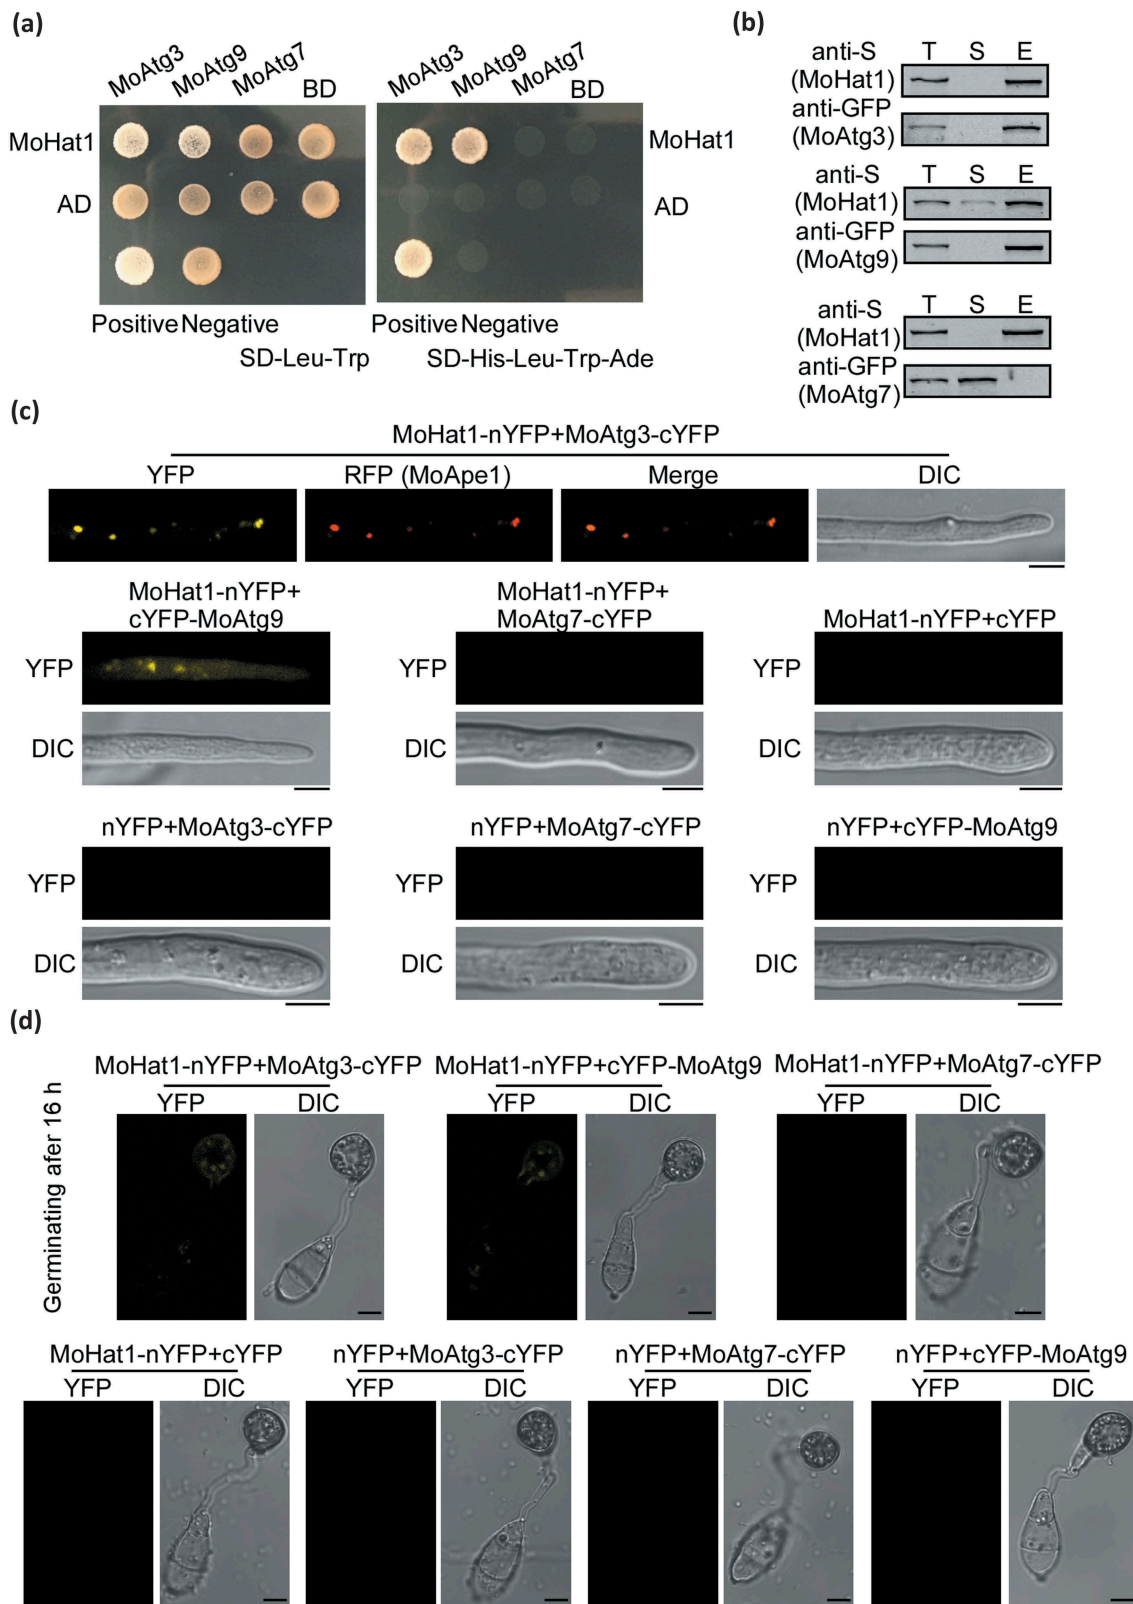 (a)
MoAtg3 MoAtg9 MoAtg7 BD
MoAtg3 MoAtg9 MoAtg7 BD
MoHat1
MoHat1
AD
AD
Positive Negative
Positive Negative
SD-Leu-Trp
SD-His-Leu-Trp-Ade
(b)
anti-S T S E
(MoHat1)
anti-GFP
(MoAtg3)
anti-S T S E
(MoHat1)
anti-GFP
(MoAtg9)
anti-S T S E
(MoHat1)
anti-GFP
(MoAtg7)
(c)
MoHat1-nYFP+MoAtg3-cYFP
YFP RFP (MoApe1) Merge DIC
MoHat1-nYFP+
cYFP-MoAtg9
MoHat1-nYFP+
MoAtg7-cYFP
MoHat1-nYFP+cYFP
YFP YFP YFP
DIC DIC DIC
nYFP+MoAtg3-cYFP nYFP+MoAtg7-cYFP nYFP+cYFP-MoAtg9
YFP YFP YFP
DIC DIC DIC
(d)
Germinating afer 16 h
MoHat1-nYFP+MoAtg3-cYFP MoHat1-nYFP+cYFP-MoAtg9 MoHat1-nYFP+MoAtg7-cYFP
YFP DIC YFP DIC YFP DIC
MoHat1-nYFP+cYFP nYFP+MoAtg3-cYFP nYFP+MoAtg7-cYFP nYFP+cYFP-MoAtg9
YFP DIC YFP DIC YFP DIC YFP DIC